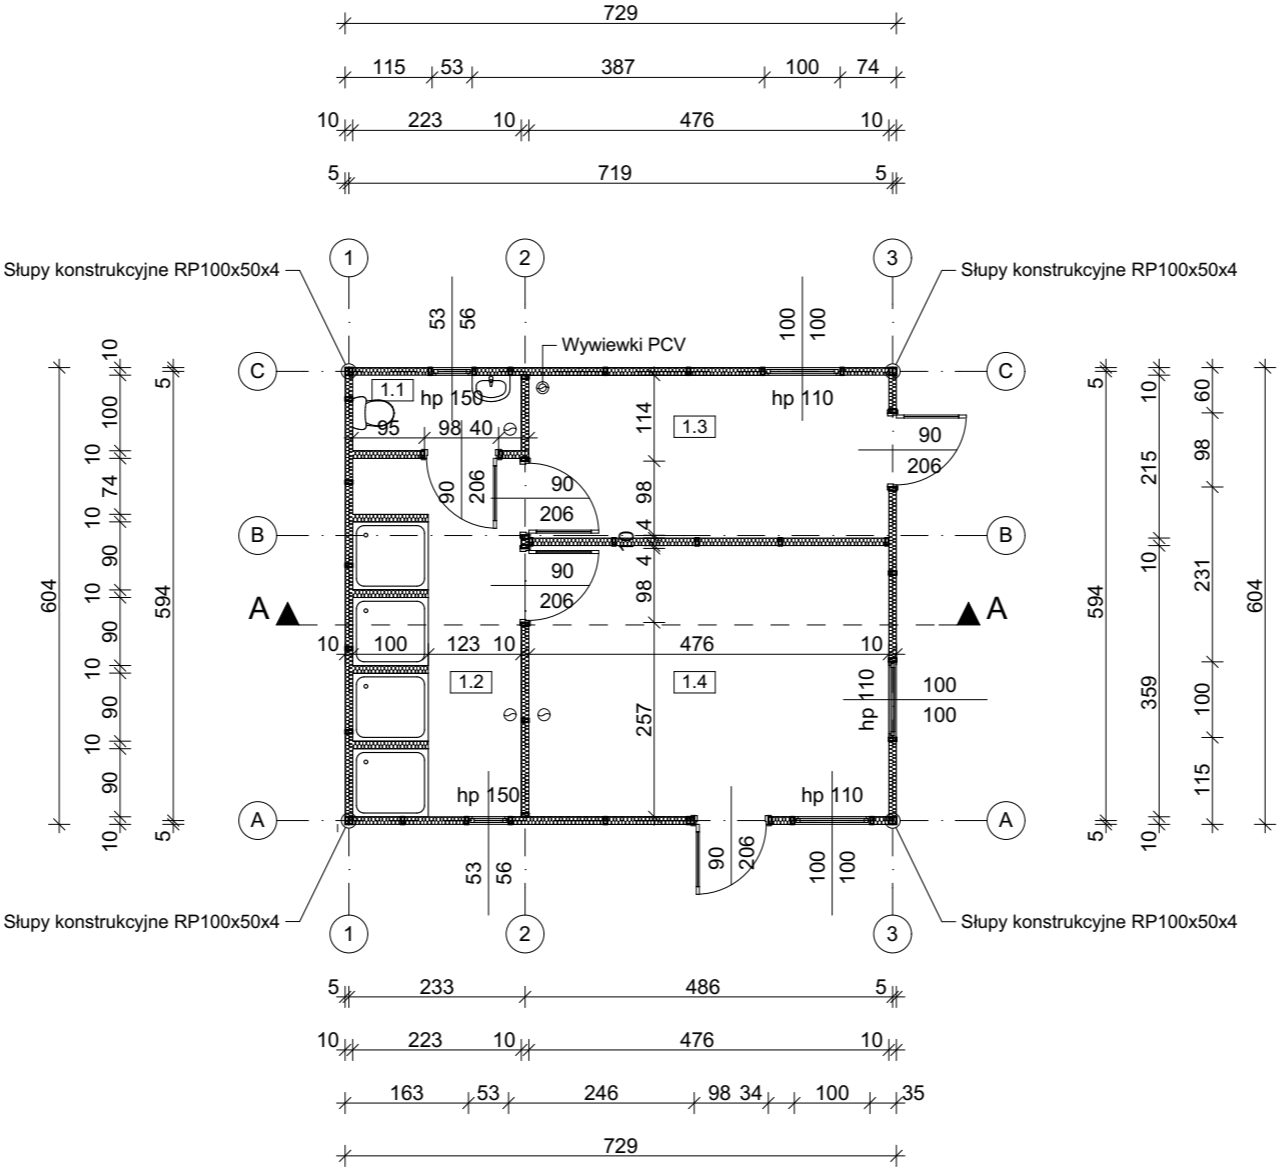 729
115 53 387 100 74
10 223 10 476 10
5 719 5
1 2 3
Słupy konstrukcyjne RP100x50x4
Słupy konstrukcyjne RP100x50x4
53 56
100 100
Wywiewki PCV
C C
1.1
hp 150
hp 110
1.3
95 98 40
90 206
90 206
90 206
114
98
4
10
4
98
257
B B
90
206
A A
10 100 123 10 476 10
1.2
1.4
hp 110
100
100
hp 150
hp 110
53 56
90 206
100 100
A A
Słupy konstrukcyjne RP100x50x4
Słupy konstrukcyjne RP100x50x4
1 2 3
604
10
100
10
74
10
90
10
90
10
90
10
90
10
5
594
5
5
594
5
10
215
10
359
10
60
98
231
100
115
604
5 233 486 5
10 223 10 476 10
163 53 246 98 34 100 35
729